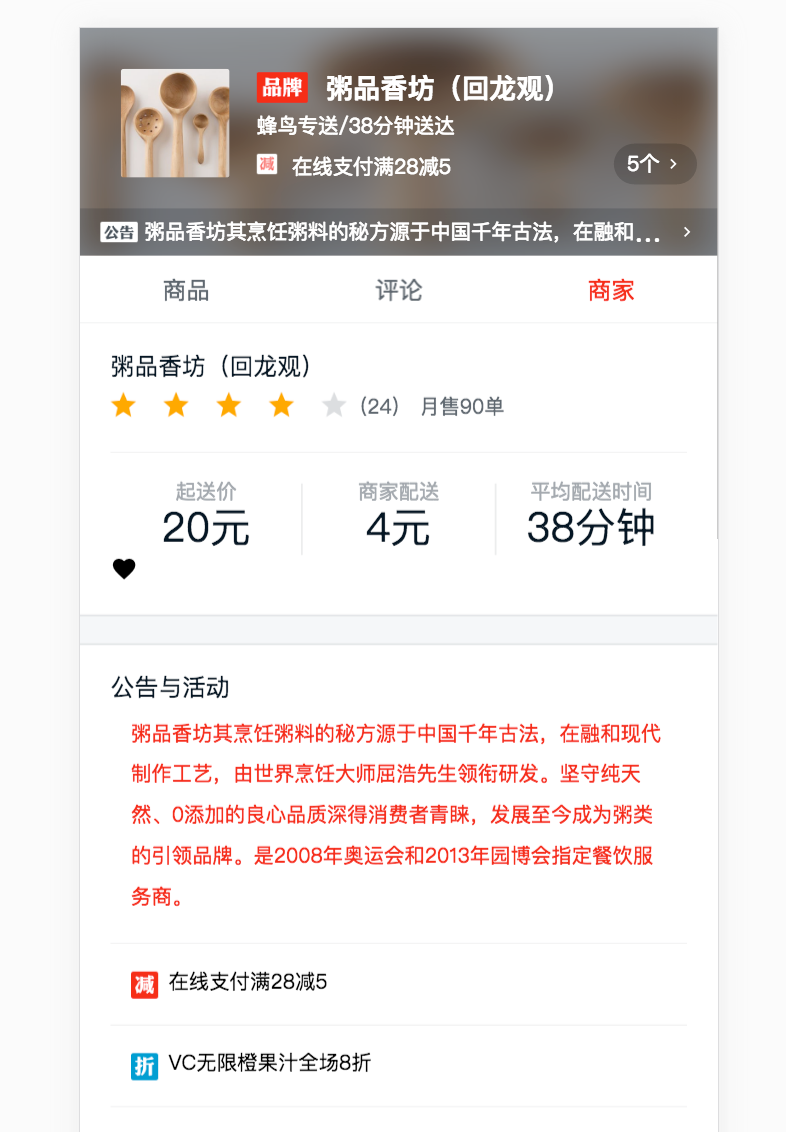 品牌 粥品香坊（回龙观）
蜂鸟专送/38分钟送达
减 在线支付满28减5
5个
公告 粥品香坊其烹饪粥料的秘方源于中国千年古法，在融和...
商品 评论 商家
粥品香坊（回龙观）
(24) 月售90单
起送价 商家配送 平均配送时间
20元 4元 38分钟
公告与活动
粥品香坊其烹饪粥料的秘方源于中国千年古法，在融和现代
制作工艺，由世界烹饪大师屈浩先生领衔研发。坚守纯天
然、0添加的良心品质深得消费者青睐，发展至今成为粥类
的引领品牌。是2008年奥运会和2013年园博会指定餐饮服
务商。
减 在线支付满28减5
折 VC无限橙果汁全场8折